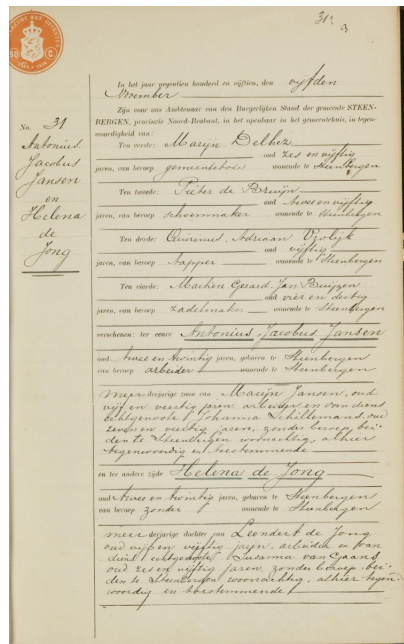 31
3
No. 31
Antonius
Jacobus
Jansen
en
Helena
de
Jong
In het jaar negentien honderd en vijftien, den vijfden
November
Zijn voor ons Ambtenaar van den Burgerlijken Stand der gemeente STEEN-
BERGEN, provincie Noord-Brabant, in het openbaar in het gemeentehuis, in tegen-
woordigheid van:
Ten eerste: Marijn Delhez
oud zes en vijftig
jaren, van beroep gemeentebode wonende te Steenbergen
Ten tweede: Pieter de Bruijn
oud twee en vijftig
jaren, van beroep schoenmaker wonende te Steenbergen
Ten derde: Quirinus Adriaan
oud vijftig
jaren, van beroep tapper wonende te Steenbergen
Ten vierde: Gerard Jan
oud vier en dertig
jaren, van beroep zadelmaker wonende te Steenbergen
verschenen: ter eenre Antonius Jacobus Jansen
oud twee en twintig jaren, geboren te Steenbergen
van beroep arbeider wonende te Steenbergen
meerderjarige zoon van Marijn Jansen, oud
vijf en veertig jaren arbeider en van diens
echtgenoote Johanna Schillemans, oud
zeven en veertig jaren, zonder beroep, bei-
den te Steenbergen woonachtig, alhier
tegenwoordig en toestemmende
en ter andere zijde Helena de Jong
oud twee en twintig jaren, geboren te Steenbergen
van beroep zonder wonende te Steenbergen
meerderjarige dochter van Leendert de Jong
oud vijf en vijftig jaren, arbeider en van
diens echtgenoote Susanna van Gaans,
oud zes en vijftig jaren, zonder beroep, bei-
den te Steenbergen woonachtig, alhier tegen-
woordig en toestemmende